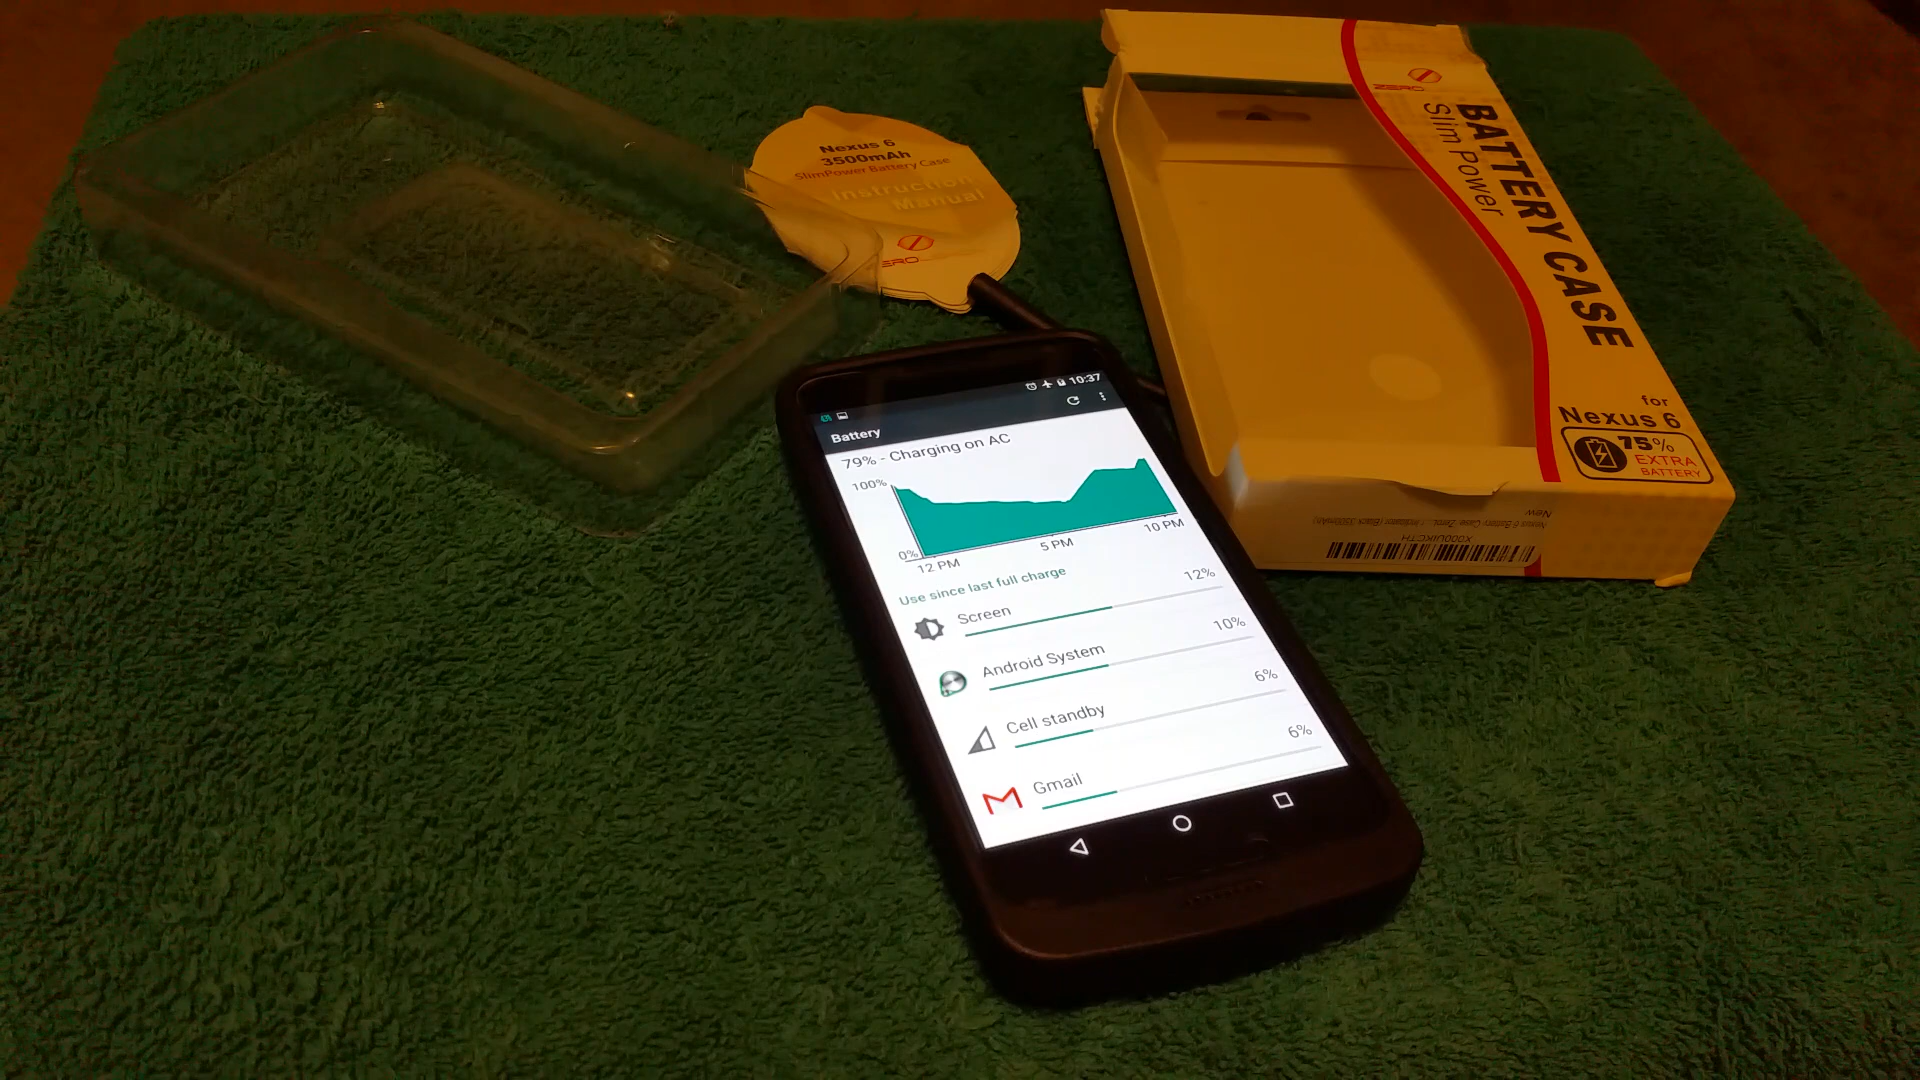 Nexus 6
3500mAh
SlimPower Battery Case
Instruction
Manual
ZERO
BATTERY CASE
Slim Power
for
Nexus 6
75%
EXTRA
BATTERY
New
X000UIKCTH
10:37
Battery
79% - Charging on AC
100%
0%
12 PM
5 PM
10 PM
Use since last full charge
Screen 12%
Android System 10%
Cell standby 6%
Gmail 6%